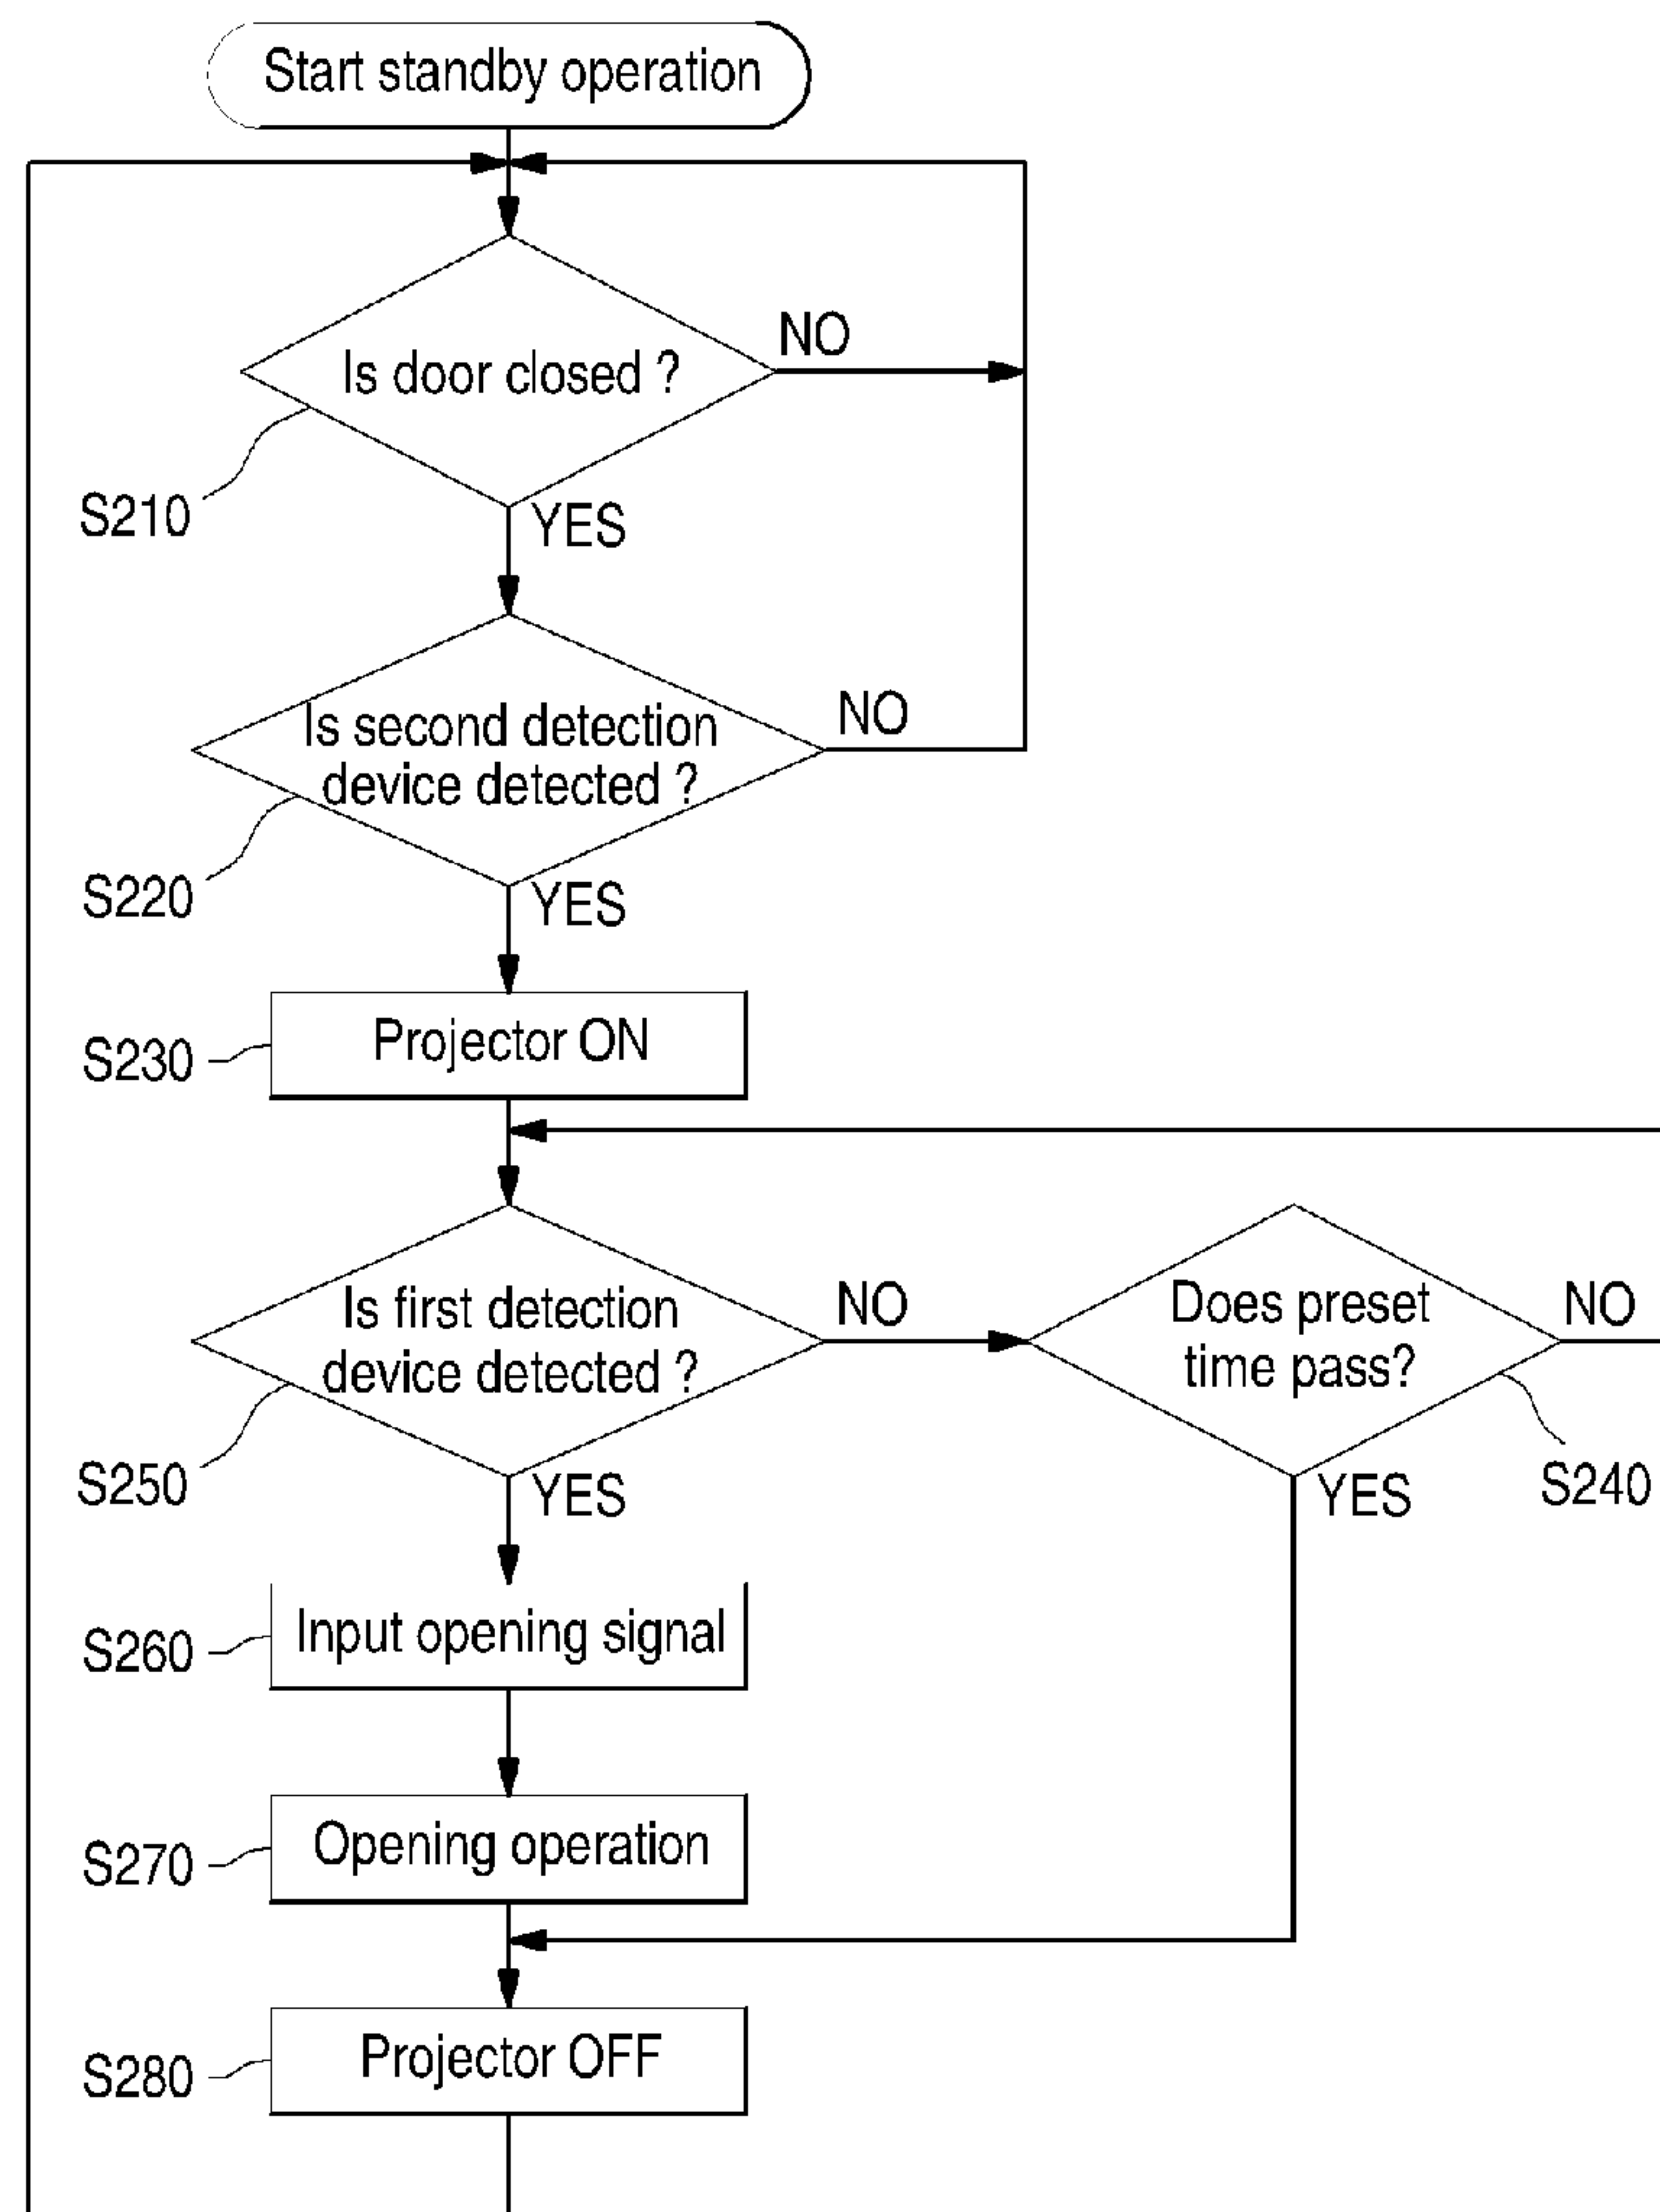 Start standby operation
Is door closed ?
NO
S210
YES
Is second detection
device detected ?
NO
S220
YES
Projector ON
S230
Is first detection
device detected ?
NO
Does preset
time pass?
NO
S250
YES
YES
S240
Input opening signal
S260
Opening operation
S270
Projector OFF
S280